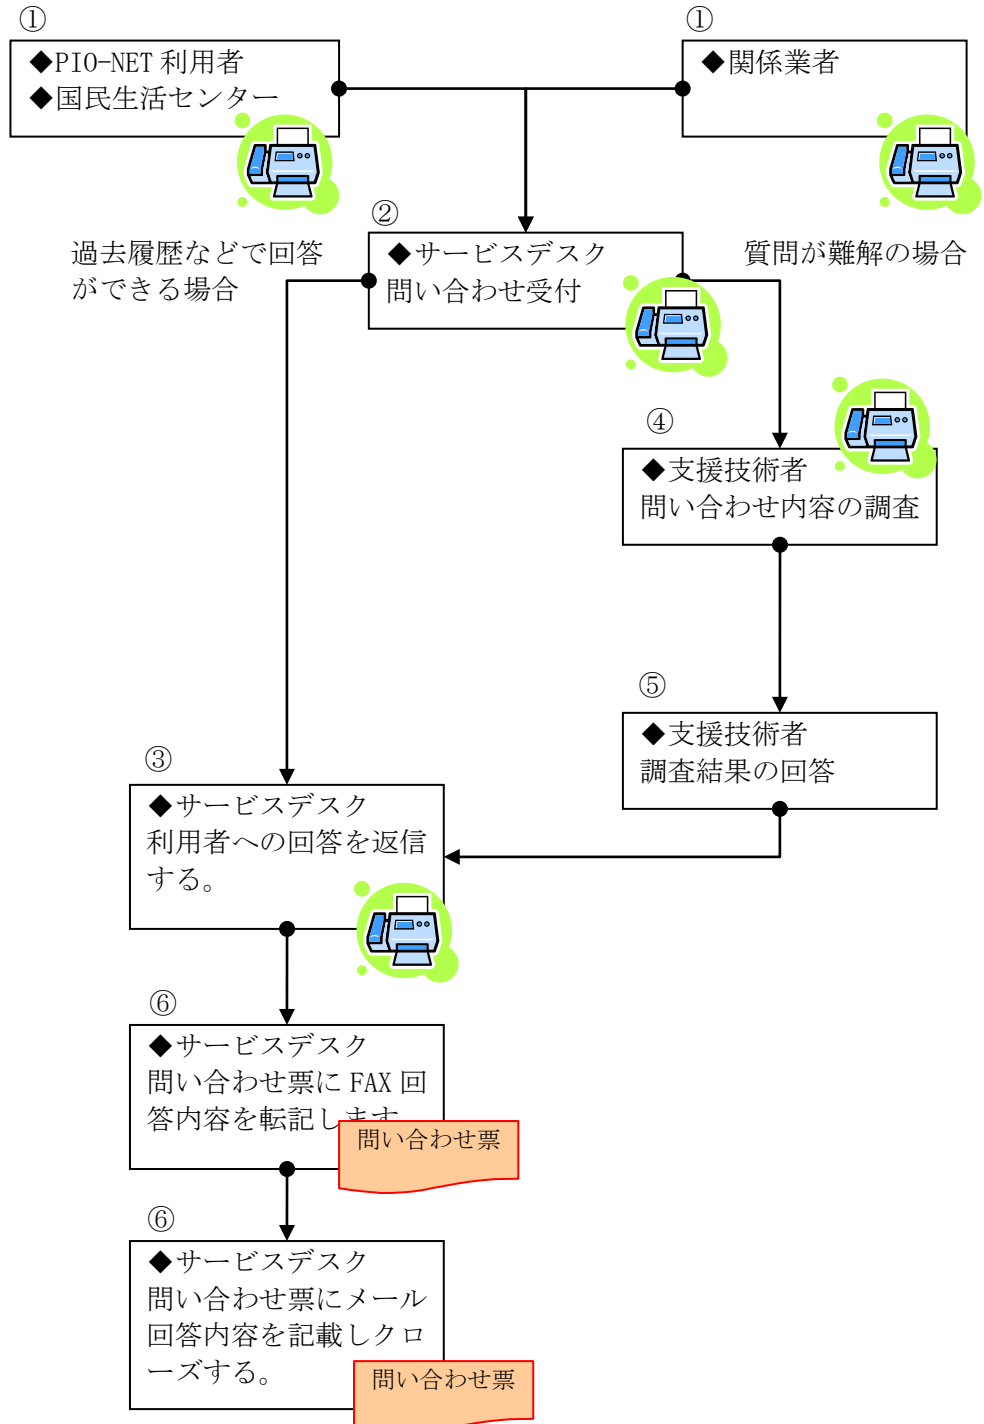 ①
◆PIO-NET 利用者
◆国民生活センター
①
◆関係業者
②
◆サービスデスク
問い合わせ受付
過去履歴などで回答
ができる場合
質問が難解の場合
④
◆支援技術者
問い合わせ内容の調査
⑤
◆支援技術者
調査結果の回答
③
◆サービスデスク
利用者への回答を返信
する。
⑥
◆サービスデスク
問い合わせ票に FAX 回
答内容を転記します
問い合わせ票
⑥
◆サービスデスク
問い合わせ票にメール
回答内容を記載しクロ
ーズする。
問い合わせ票